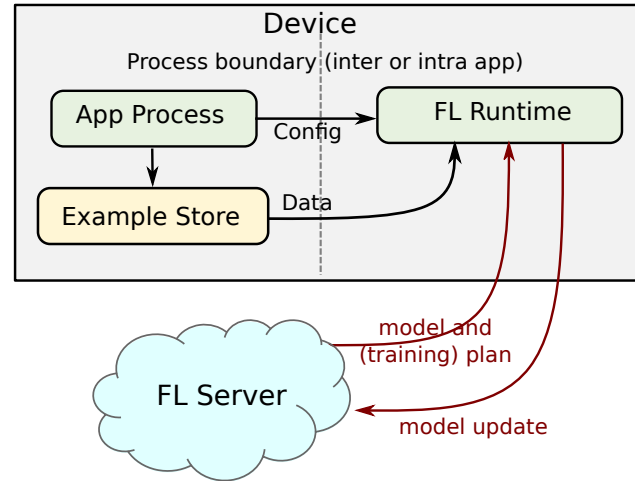 Device
Process boundary (inter or intra app)
App Process
Config
FL Runtime
Example Store
Data
model and
(training) plan
FL Server
model update